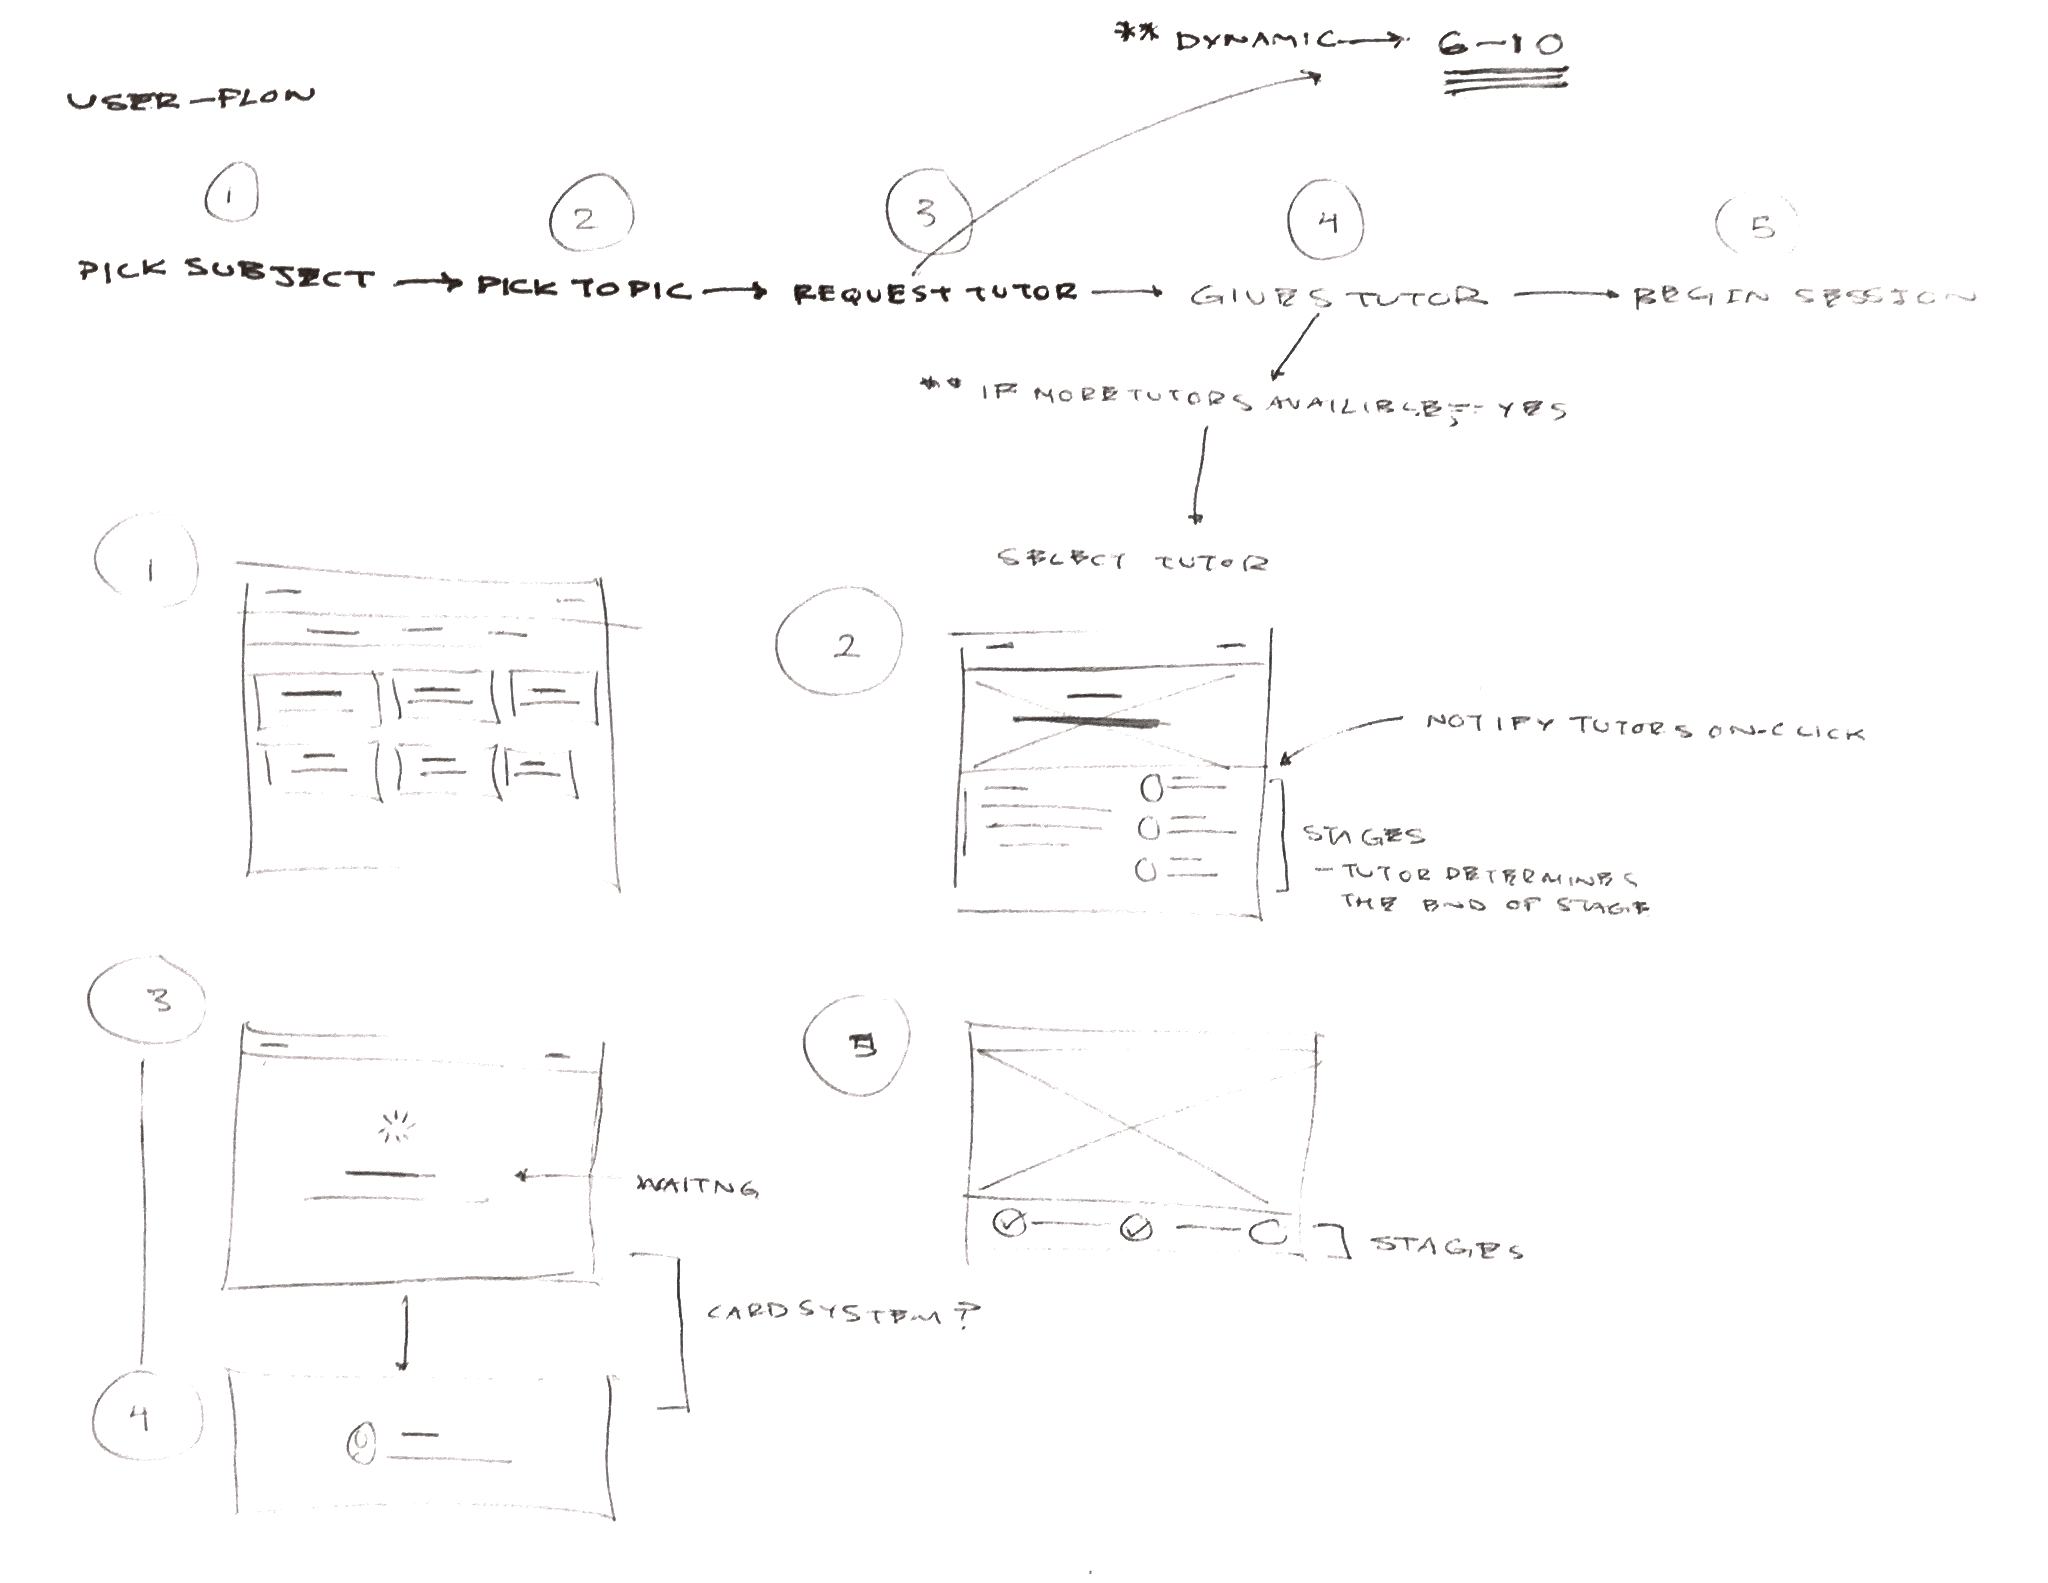 ** DYNAMIC → 6-10
USER-FLOW
1 2 3 4 5
PICK SUBJECT → PICK TOPIC → REQUEST TUTOR → GIVES TUTOR → BEGIN SESSION
** IF MORE TUTORS AVAILIBLE, - YES
SELECT TUTOR
1
2
NOTIFY TUTORS ON-CLICK
STAGES
- TUTOR DETERMINES
THE END OF STAGE
3
WAITNG
CARD SYSTEM?
4
5
STAGES